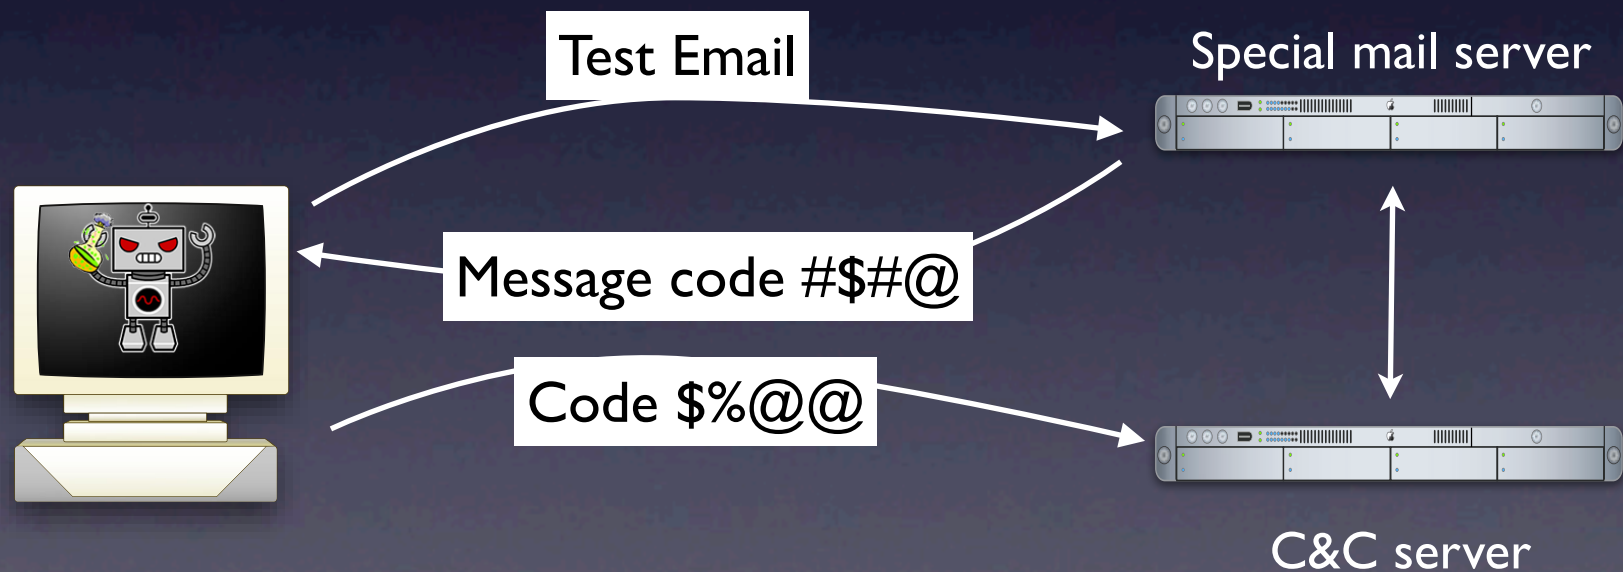 Test Email
Special mail server
Message code #$#@
Code $%@@
C&C server